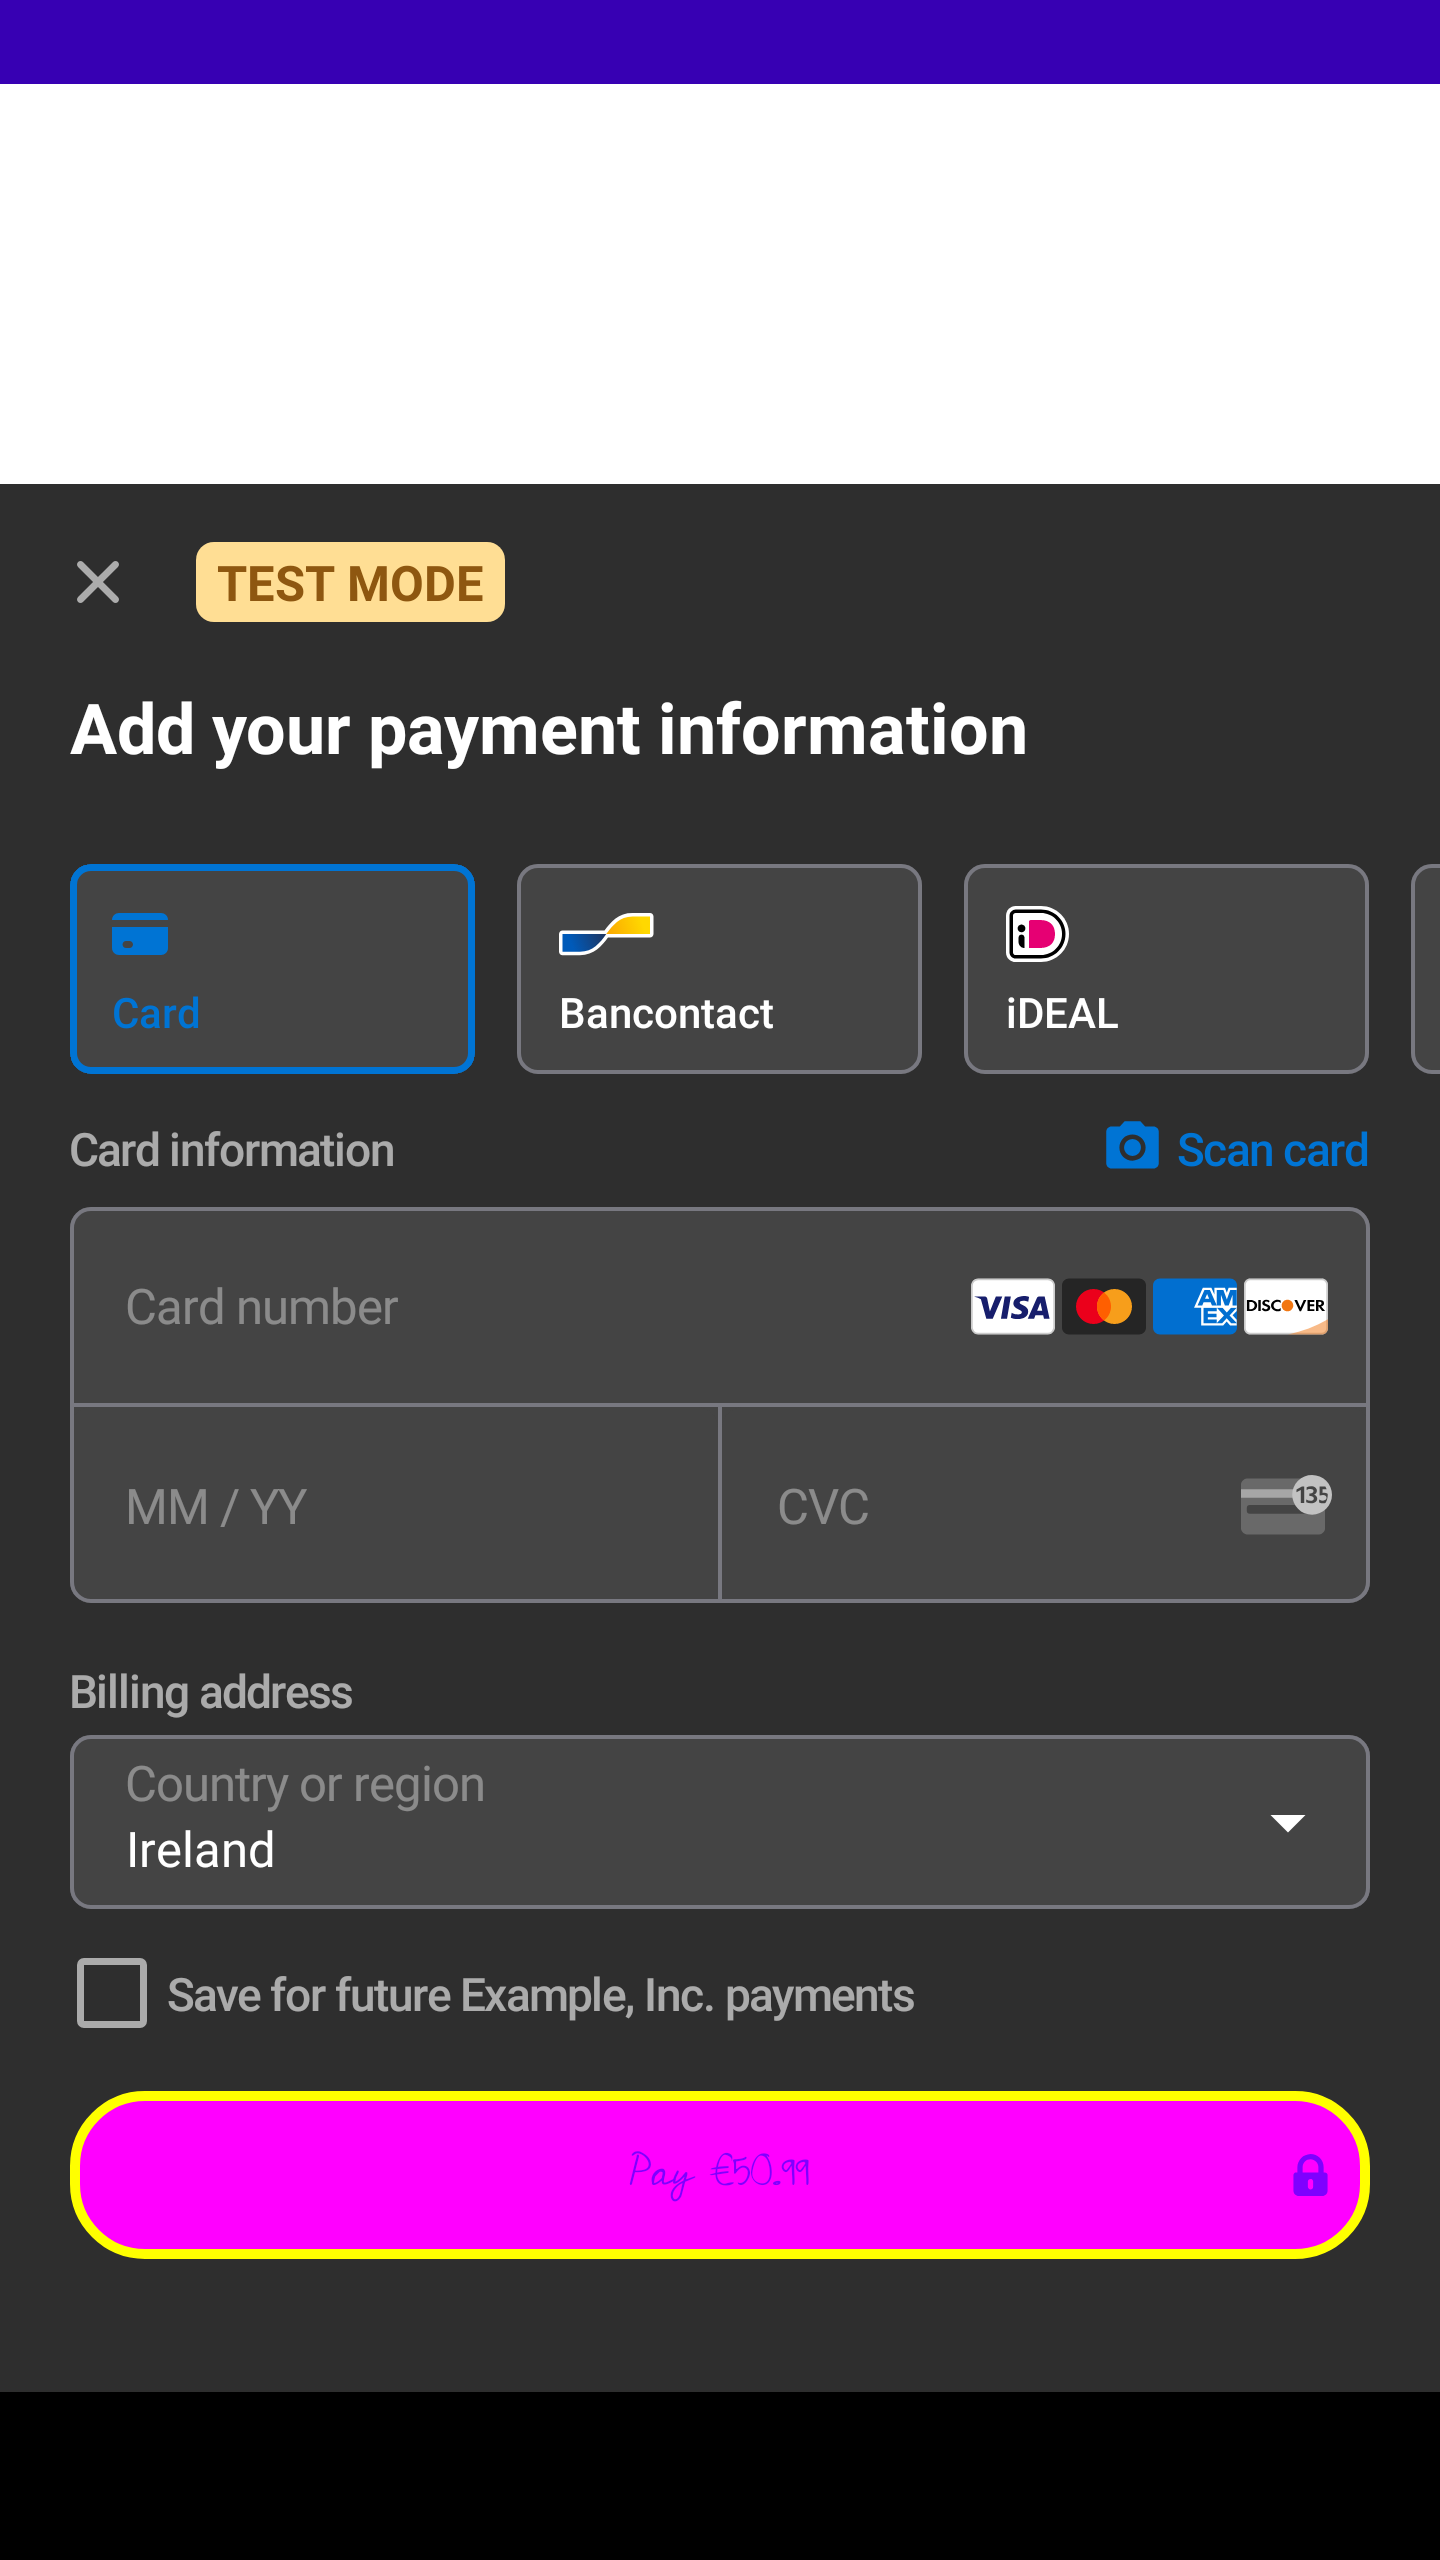 TEST MODE
Add your payment information
Card
Bancontact
iD
iDEAL
Card information
Scan card
Card number
VISA
AM
EX
DISCOVER
MM / YY
CVC
135
Billing address
Country or region
Ireland
Save for future Example, Inc. payments
Pay €50.99